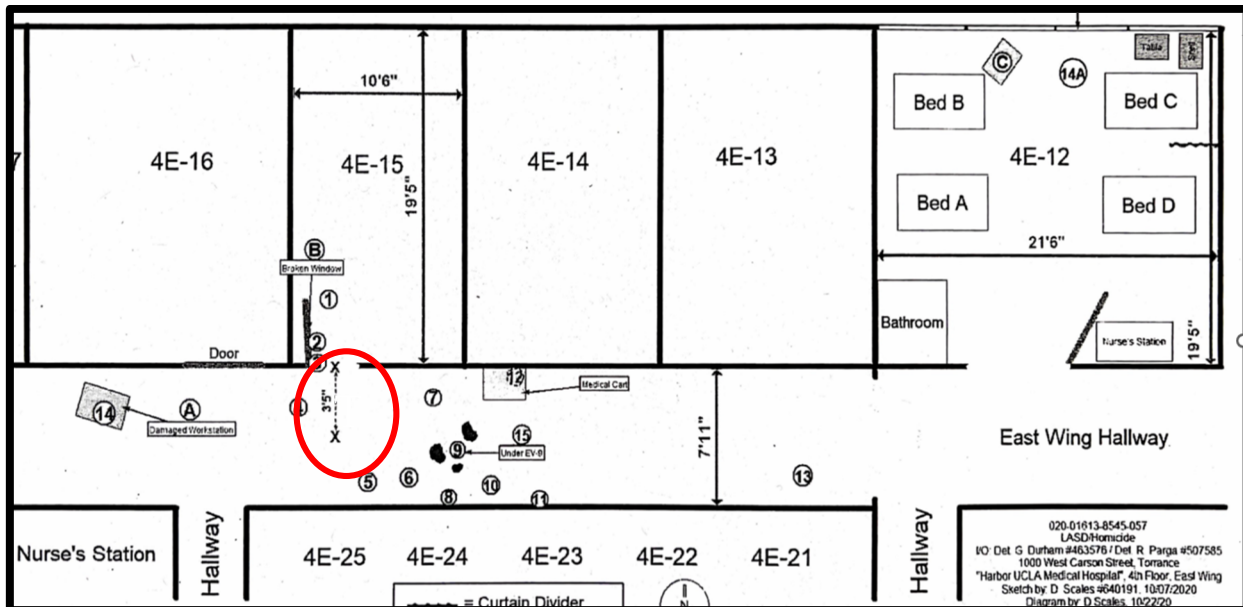 7
4E-16
10'6"
4E-15
19'5"
4E-14
4E-13
C
14A
Table
Bed B
Bed C
4E-12
Bed A
Bed D
21'6"
B
Broken Window
1
2
Door
X
Bathroom
Nurse's Station
19'5"
14
A
Damaged Workstation
4
3'5"
X
7
Medical Cart
15
9
Under EV-9
7'11"
East Wing Hallway
5
6
8
10
11
13
Nurse's Station
Hallway
4E-25
4E-24
4E-23
4E-22
4E-21
Hallway
= Curtain Divider
N
020-01613-8545-057
LASD/Homicide
I/O: Det. G. Durham #463576 / Det. R. Parga #507585
1000 West Carson Street, Torrance
"Harbor UCLA Medical Hospital", 4th Floor, East Wing
Sketch by: D. Scales #640191, 10/07/2020
Diagram by D Scales, 10/22/20